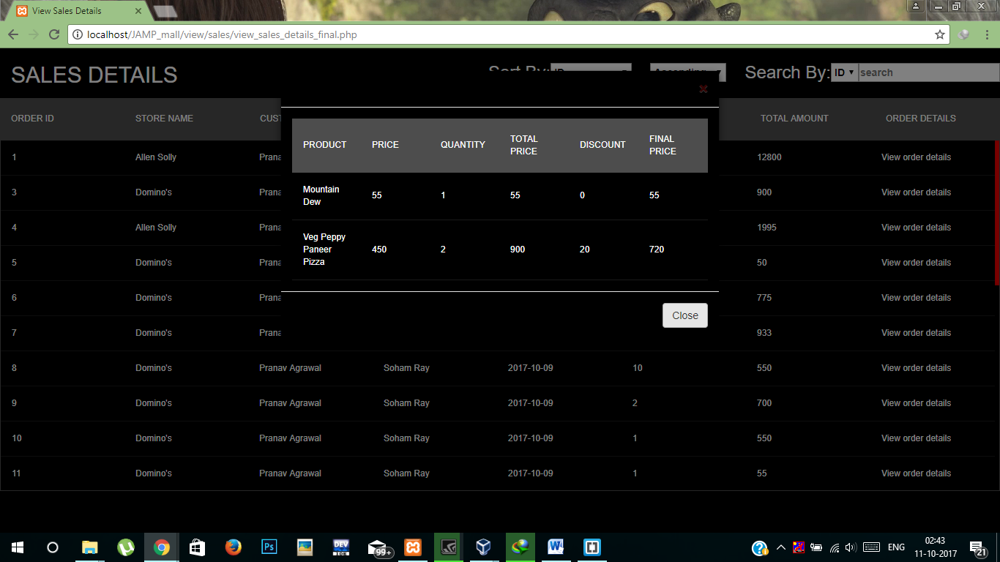 View Sales Details
localhost/JAMP_mall/view/sales/view_sales_details_final.php
SALES DETAILS
Sort By: ID Ascending Search By: ID search
ORDER ID STORE NAME CUST TOTAL AMOUNT ORDER DETAILS
1 Allen Solly Prana 12800 View order details
3 Domino's Prana 900 View order details
4 Allen Solly Prana 1995 View order details
5 Domino's Prana 50 View order details
6 Domino's Prana 775 View order details
7 Domino's Prana 933 View order details
8 Domino's Pranav Agrawal Soham Ray 2017-10-09 10 550 View order details
9 Domino's Pranav Agrawal Soham Ray 2017-10-09 2 700 View order details
10 Domino's Pranav Agrawal Soham Ray 2017-10-09 1 550 View order details
11 Domino's Pranav Agrawal Soham Ray 2017-10-09 1 55 View order details
PRODUCT PRICE QUANTITY TOTAL PRICE DISCOUNT FINAL PRICE
Mountain Dew 55 1 55 0 55
Veg Peppy Paneer Pizza 450 2 900 20 720
Close
Ps
DEV
IDE
99+
W
ENG
02:43
11-10-2017
21